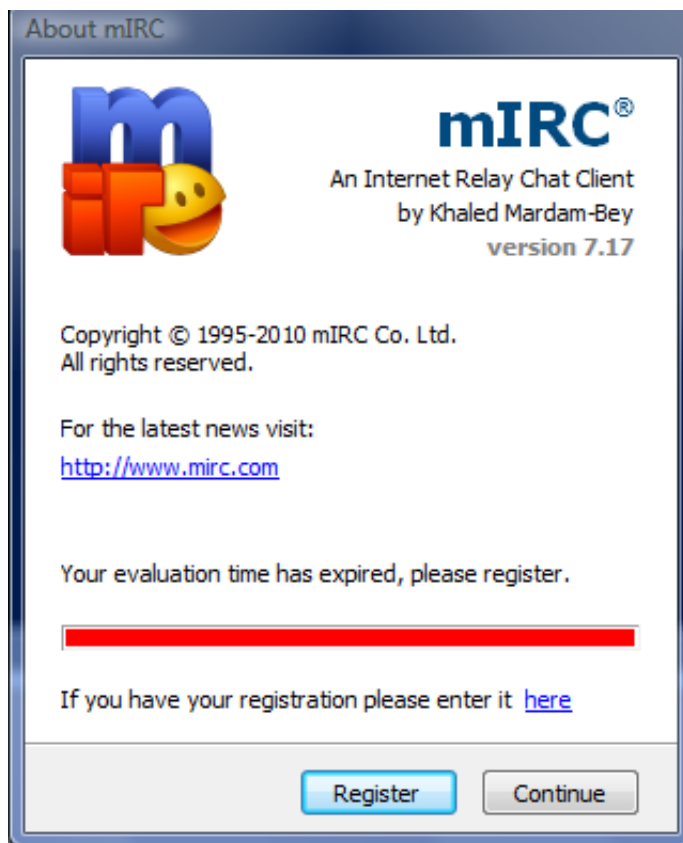 About mIRC
mirc
mIRC®
An Internet Relay Chat Client
by Khaled Mardam-Bey
version 7.17
Copyright © 1995-2010 mIRC Co. Ltd.
All rights reserved.
For the latest news visit:
http://www.mirc.com
Your evaluation time has expired, please register.
If you have your registration please enter it here
Register Continue